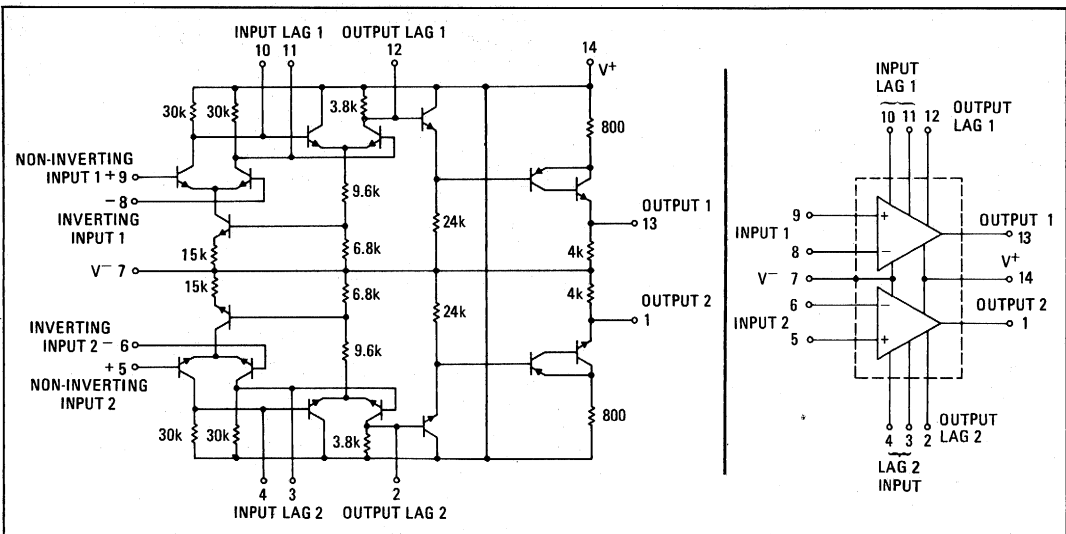 INPUT LAG 1 OUTPUT LAG 1
10 11 12
14
V+
30k 30k 3.8k
800
NON-INVERTING
INPUT 1 + 9
- 8
INVERTING
INPUT 1
9.6k
24k
OUTPUT 1
13
15k
6.8k
4k
V− 7
15k
6.8k
4k
24k
OUTPUT 2
1
INVERTING
INPUT 2 − 6
+ 5
NON-INVERTING
INPUT 2
9.6k
30k 30k
3.8k
800
4 3 2
INPUT LAG 2 OUTPUT LAG 2
INPUT
LAG 1
10 11 12
OUTPUT
LAG 1
9
+
INPUT 1
8
−
OUTPUT 1
13
V+
V− 7
14
6
−
INPUT 2
5
+
OUTPUT 2
1
4 3 2
OUTPUT
LAG 2
LAG 2
INPUT